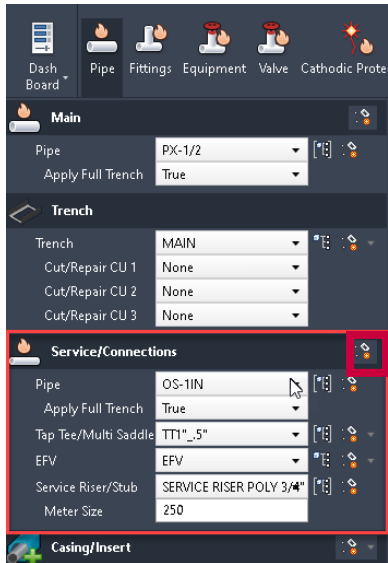 Dash
Board
Pipe
Fittings
Equipment
Valve
Cathodic Prote
Main
Pipe PX-1/2
Apply Full Trench True
Trench
Trench MAIN
Cut/Repair CU 1 None
Cut/Repair CU 2 None
Cut/Repair CU 3 None
Service/Connections
Pipe OS-1IN
Apply Full Trench True
Tap Tee/Multi Saddle TT1"_.5"
EFV EFV
Service Riser/Stub SERVICE RISER POLY 3/4"
Meter Size 250
Casing/Insert